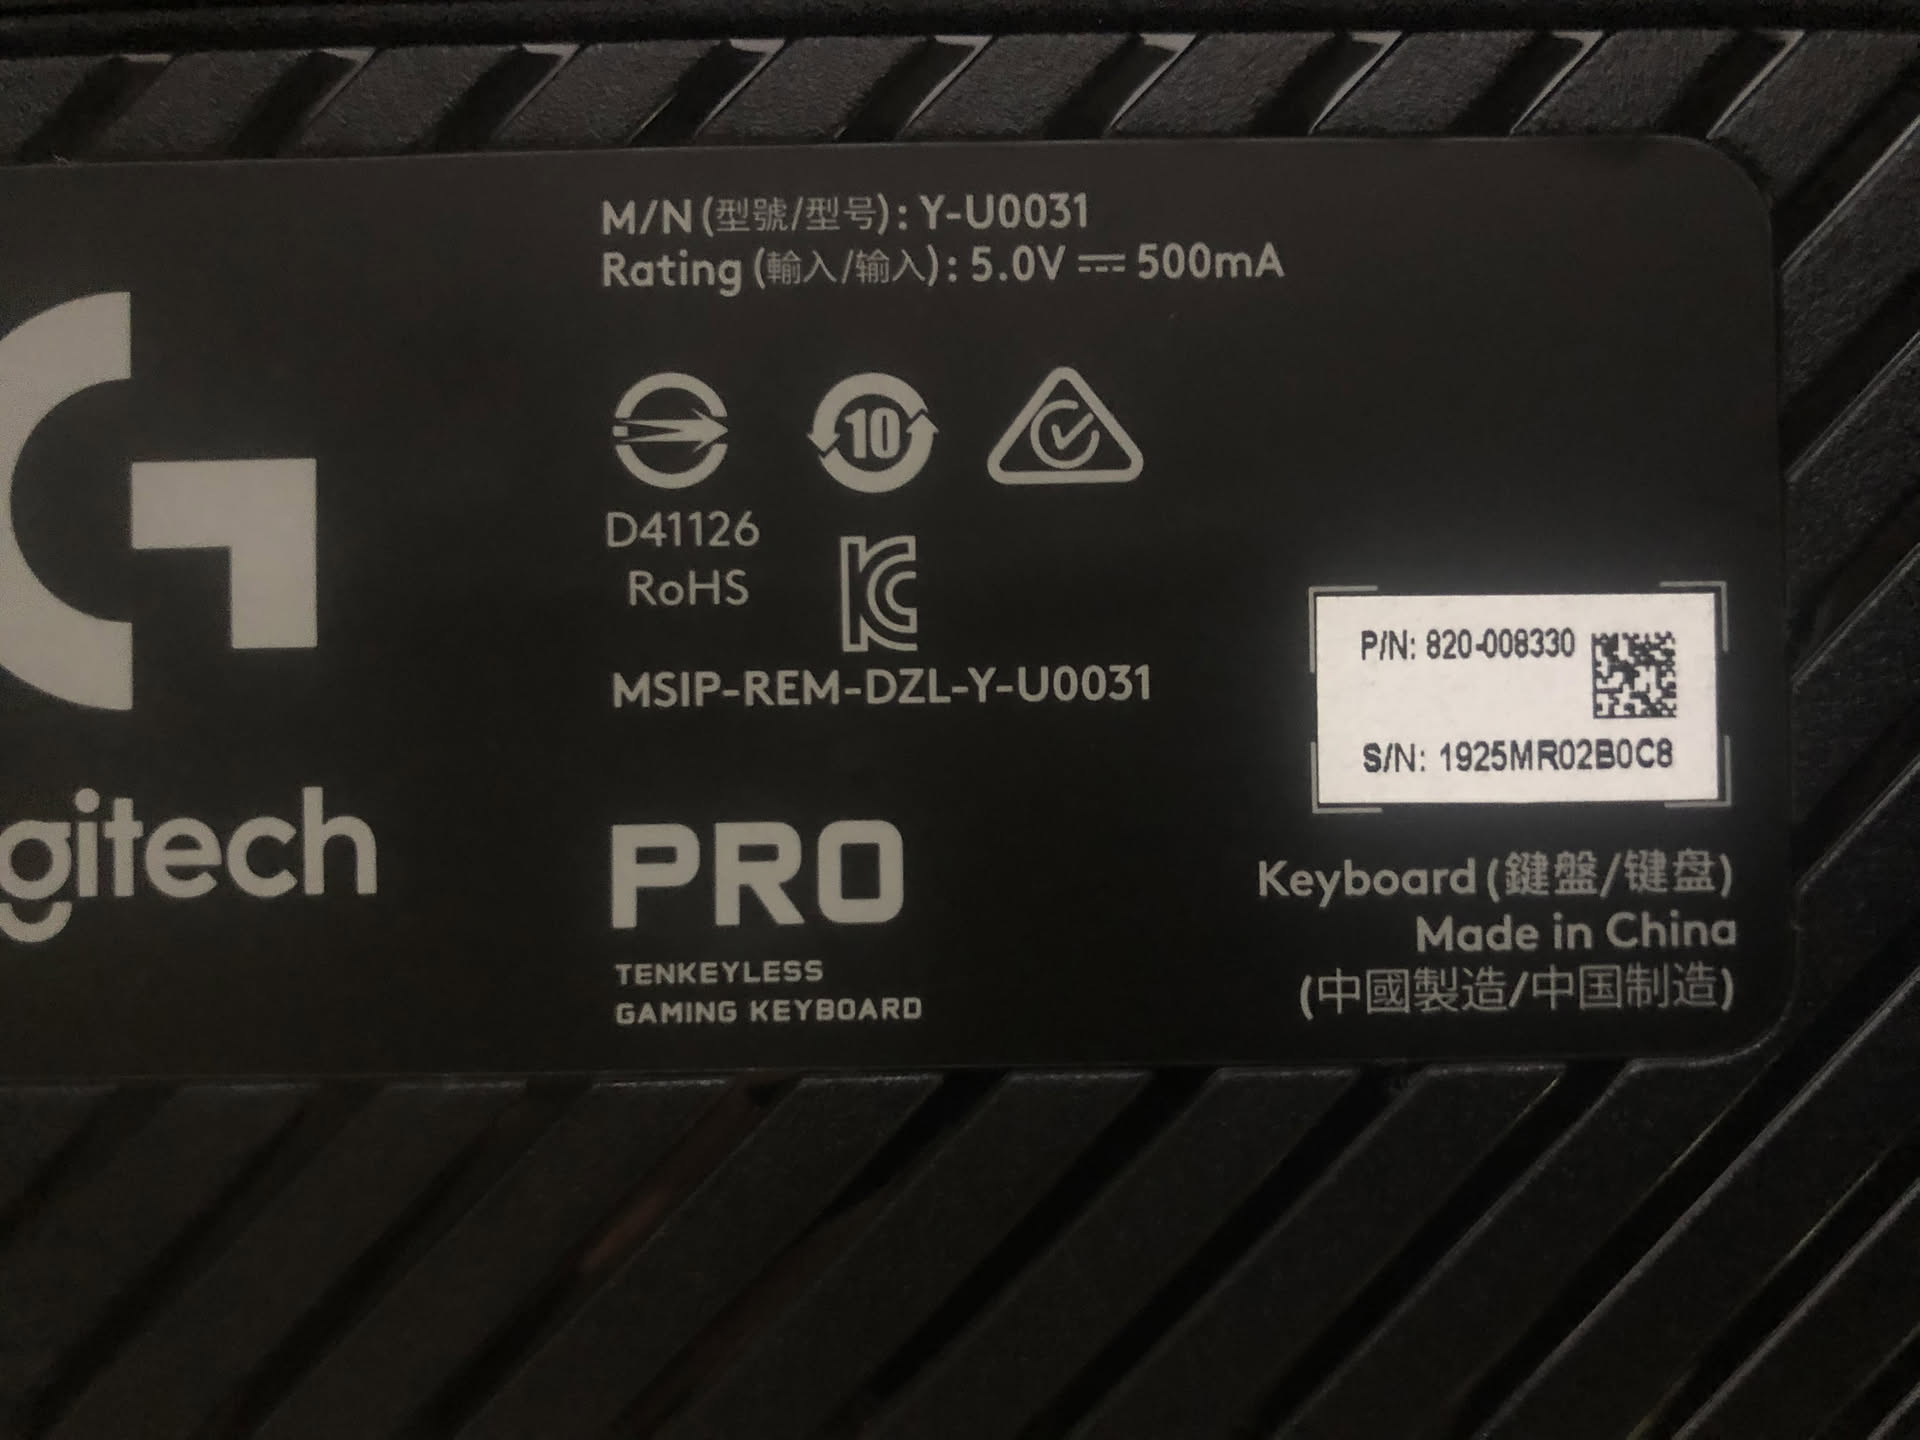 M/N (型號/型号): Y-U0031
Rating (輸入/输入): 5.0V ⎓ 500mA
10
D41126
RoHS
MSIP-REM-DZL-Y-U0031
P/N: 820-008330
S/N: 1925MR02B0C8
gitech
PRO
TENKEYLESS
GAMING KEYBOARD
Keyboard (鍵盤/键盘)
Made in China
(中國製造/中国制造)